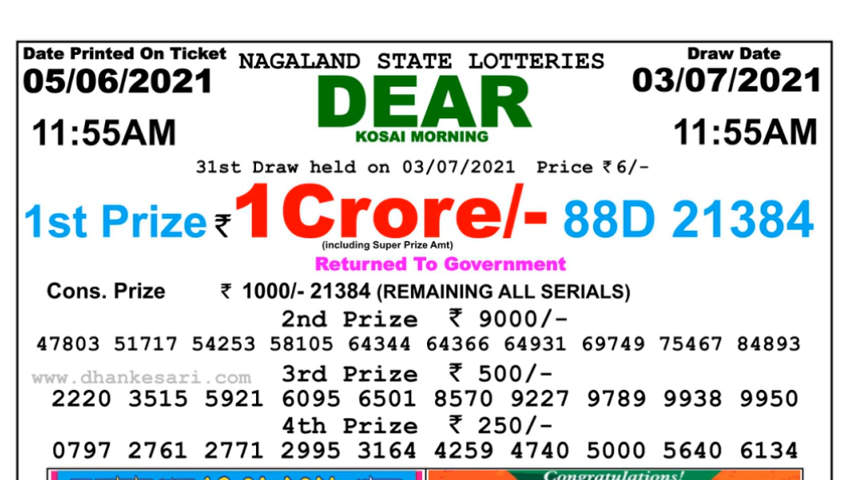 Date Printed On Ticket NAGALAND STATE LOTTERIES Draw Date
05/06/2021 DEAR 03/07/2021
11:55AM KOSAI MORNING 11:55AM
31st Draw held on 03/07/2021 Price ₹ 6/-
1st Prize ₹ 1Crore/- 88D 21384
(including Super Prize Amt)
Returned To Government
Cons. Prize ₹ 1000/- 21384 (REMAINING ALL SERIALS)
2nd Prize ₹ 9000/-
47803 51717 54253 58105 64344 64366 64931 69749 75467 84893
www.dhankesari.com 3rd Prize ₹ 500/-
2220 3515 5921 6095 6501 8570 9227 9789 9938 9950
4th Prize ₹ 250/-
0797 2761 2771 2995 3164 4259 4740 5000 5640 6134
Congratulations!